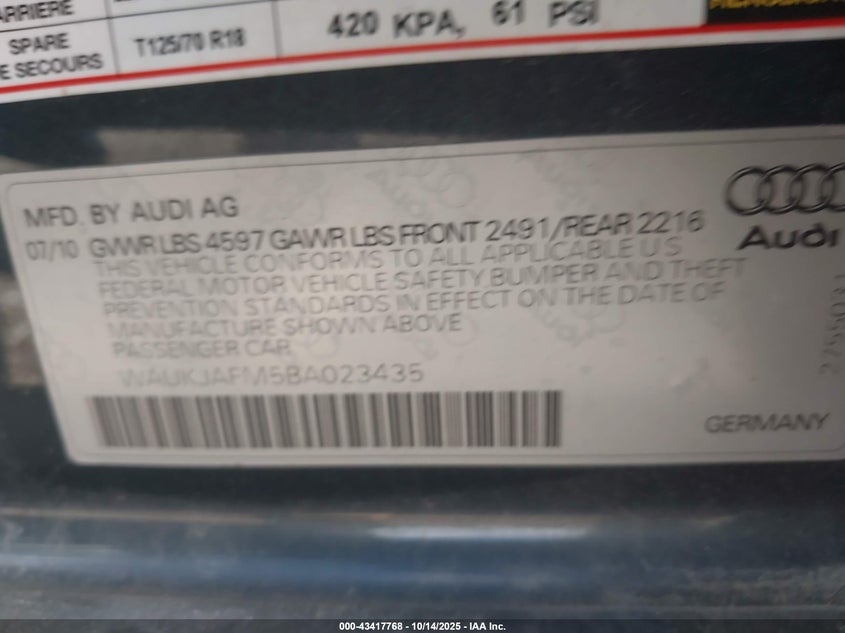 ARRIERE
SPARE T125/70 R18 420 KPA, 61 PSI
E SECOURS
MFD. BY AUDI AG
07/10 GVWR LBS 4597 GAWR LBS FRONT 2491/REAR 2216
THIS VEHICLE CONFORMS TO ALL APPLICABLE U S
FEDERAL MOTOR VEHICLE SAFETY BUMPER AND THEFT
PREVENTION STANDARDS IN EFFECT ON THE DATE OF
MANUFACTURE SHOWN ABOVE
PASSENGER CAR
WAUKJAFM5BA023435
Audi
GERMANY
000-43417768 - 10/14/2025 - IAA Inc.